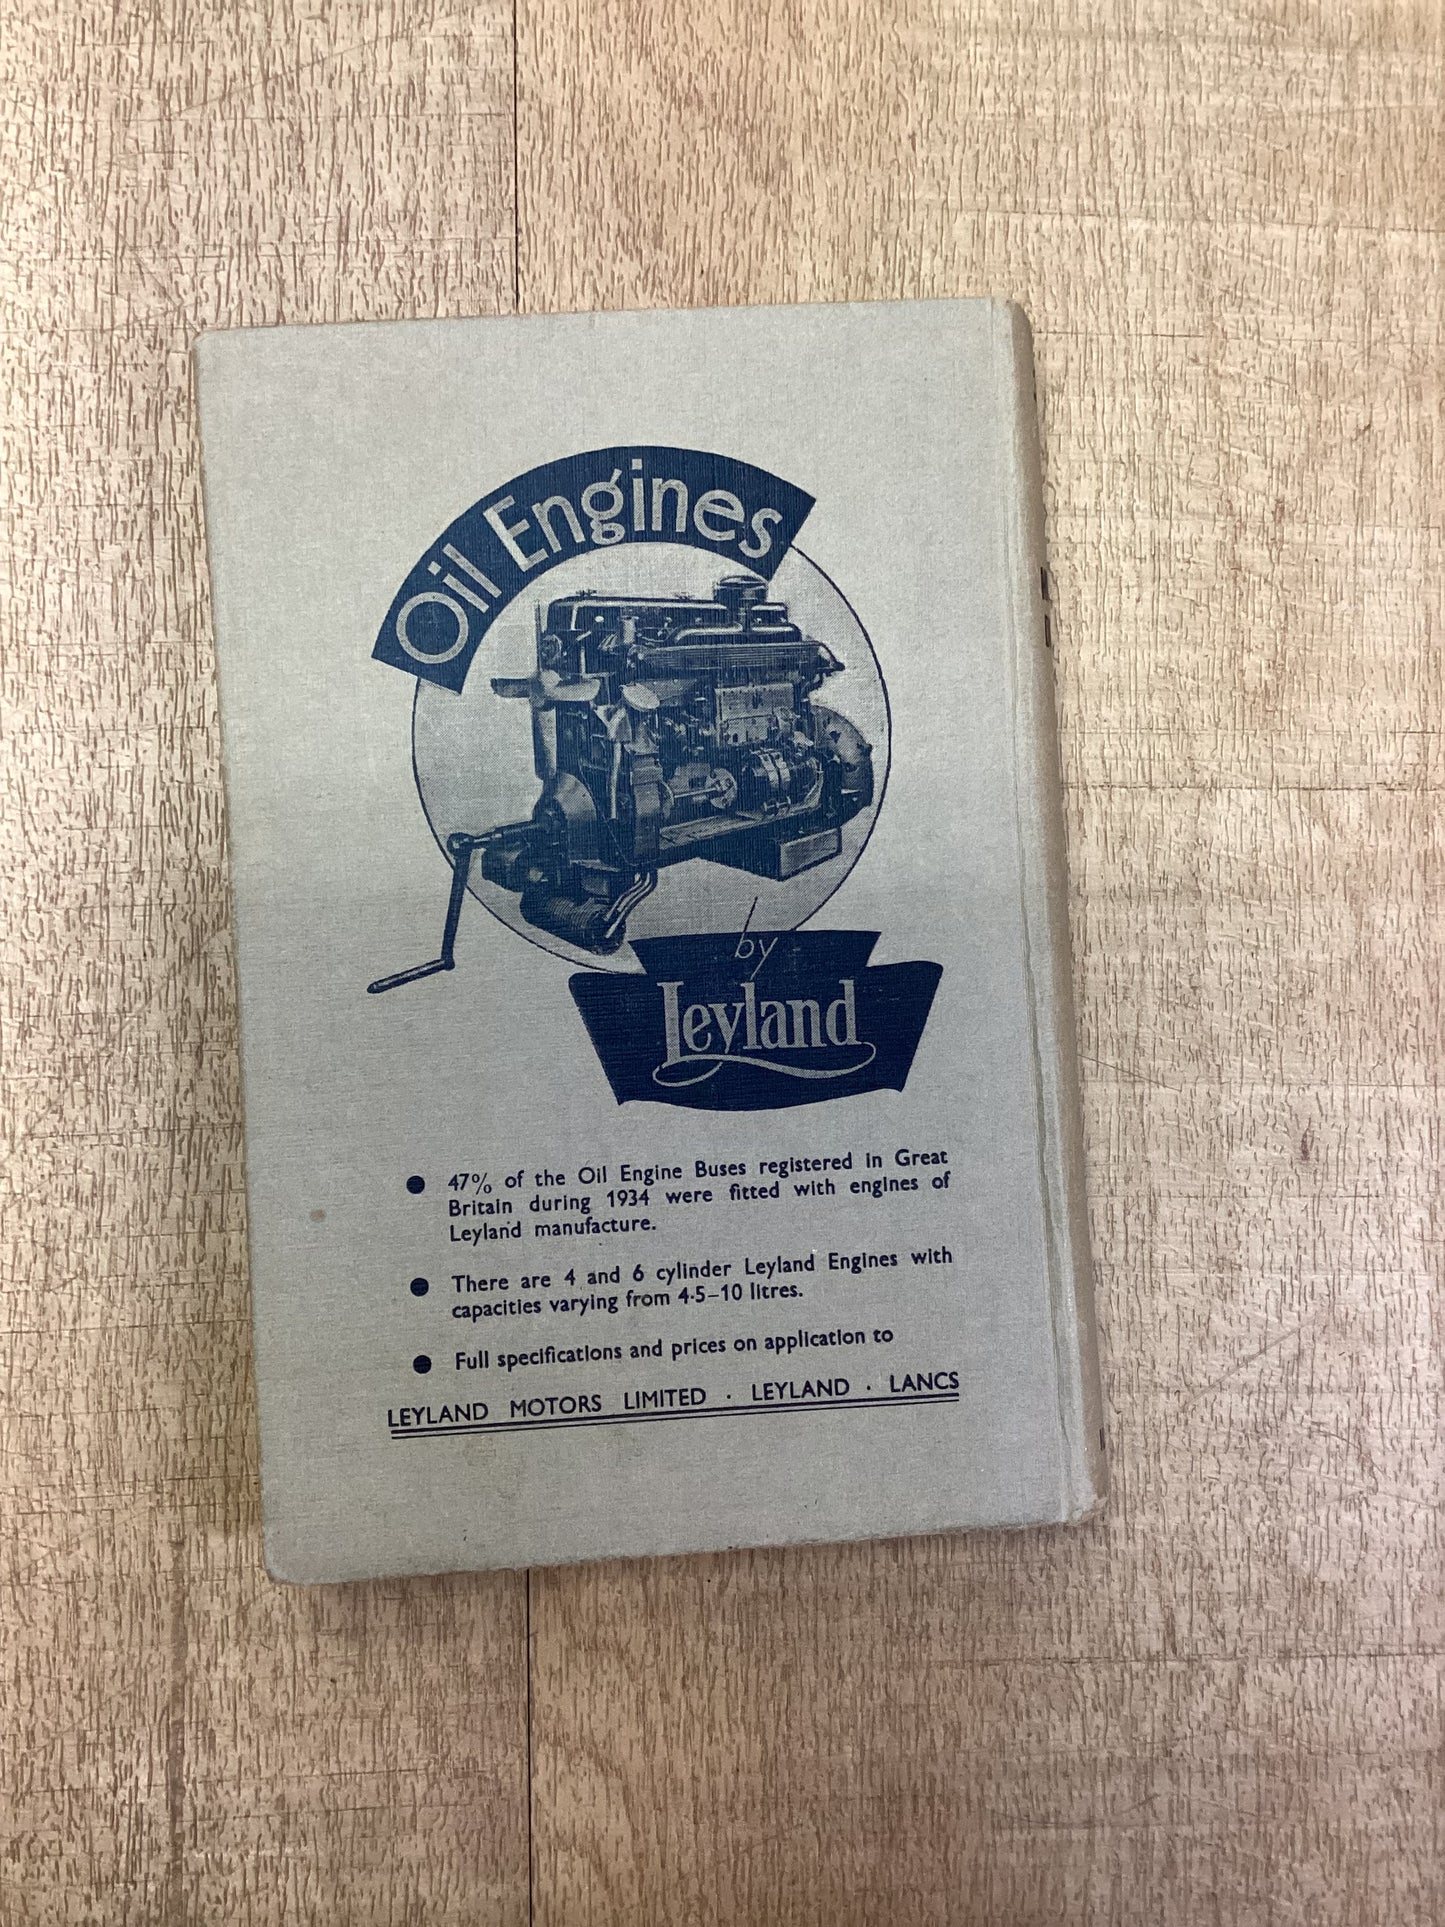 Oil Engines
by
Leyland
● 47% of the Oil Engine Buses registered in Great
Britain during 1934 were fitted with engines of
Leyland manufacture.
● There are 4 and 6 cylinder Leyland Engines with
capacities varying from 4·5–10 litres.
● Full specifications and prices on application to
LEYLAND MOTORS LIMITED · LEYLAND · LANCS